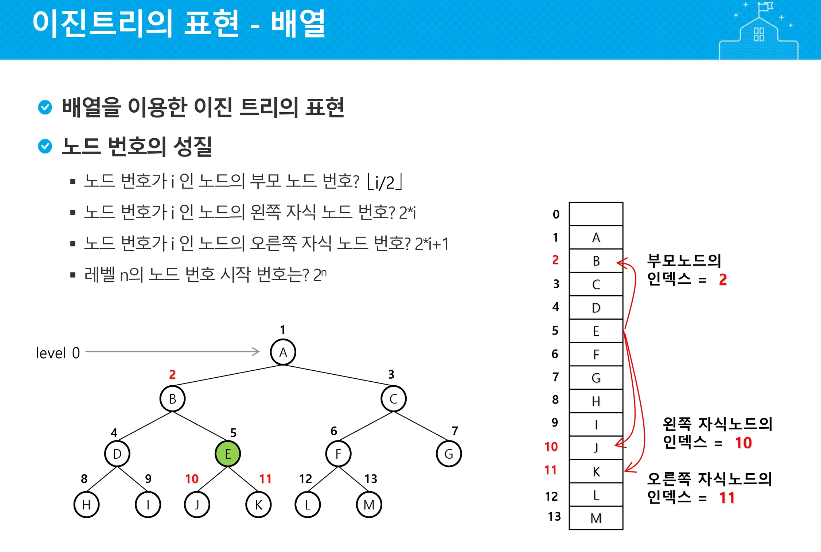 이진트리의 표현 - 배열
배열을 이용한 이진 트리의 표현
노드 번호의 성질
노드 번호가 i 인 노드의 부모 노드 번호? ⌊i/2⌋
노드 번호가 i 인 노드의 왼쪽 자식 노드 번호? 2*i
노드 번호가 i 인 노드의 오른쪽 자식 노드 번호? 2*i+1
레벨 n의 노드 번호 시작 번호는? 2ⁿ
level 0
1
A
2
3
B
C
4
5
6
7
D
E
F
G
8
9
10
11
12
13
H
I
J
K
L
M
0
1 A
2 B
3 C
4 D
5 E
6 F
7 G
8 H
9 I
10 J
11 K
12 L
13 M
부모노드의
인덱스 = 2
왼쪽 자식노드의
인덱스 = 10
오른쪽 자식노드의
인덱스 = 11